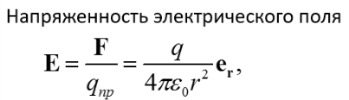 Напряженность электрического поля
E = F / q_пр = q / (4πε₀r²) e_r,